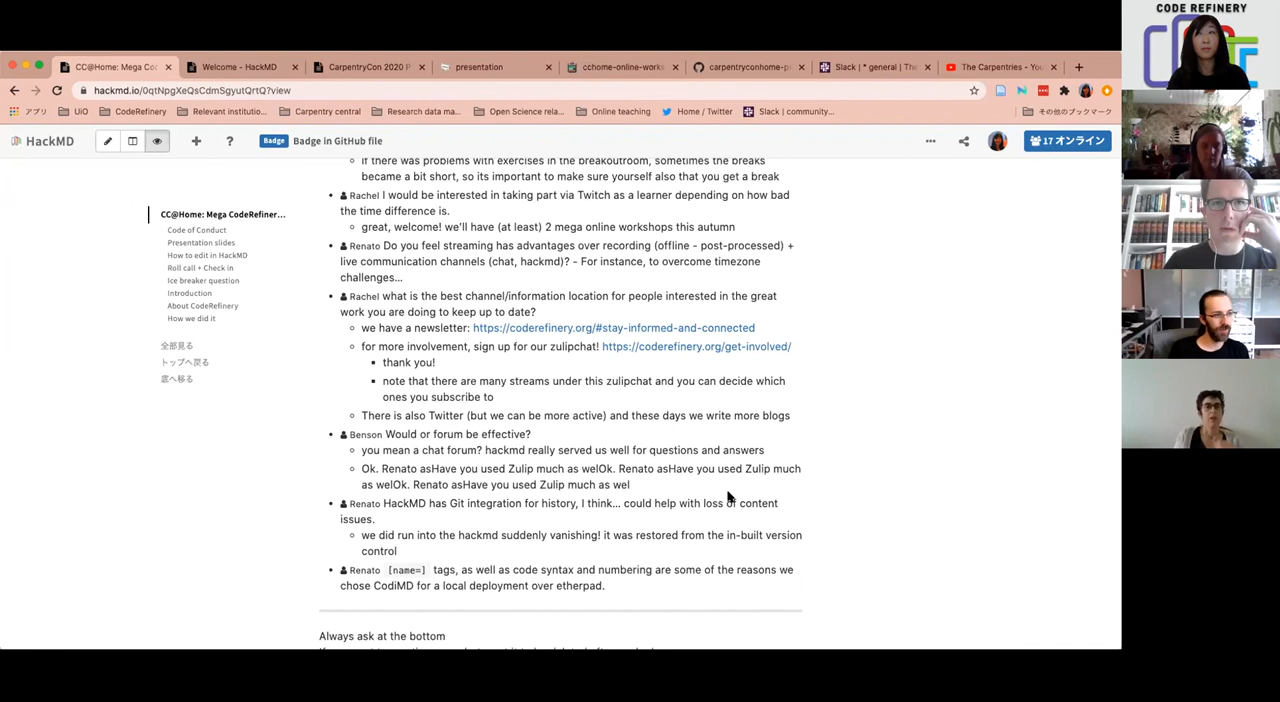 CODE REFINERY
CC@Home: Mega Co
Welcome - HackMD
CarpentryCon 2020 P
presentation
cchome-online-works
carpentryconhome-p
Slack | * general | The
The Carpentries - You
hackmd.io/0qtNpgXeQsCdmSgyutQrtQ?view
アプリ
UiO
CodeRefinery
Relevant institutio...
Carpentry central
Research data ma...
Open Science rela...
Online teaching
Home / Twitter
Slack | community...
その他のブックマーク
HackMD
Badge
Badge in GitHub file
17 オンライン
CC@Home: Mega CodeRefiner...
Code of Conduct
Presentation slides
How to edit in HackMD
Roll call + Check in
Ice breaker question
Introduction
About CodeRefinery
How we did it
全部見る
トップへ戻る
底へ移る
if there was problems with exercises in the breakoutroom, sometimes the breaks
became a bit short, so its important to make sure yourself also that you get a break
Rachel I would be interested in taking part via Twitch as a learner depending on how bad
the time difference is.
great, welcome! we'll have (at least) 2 mega online workshops this autumn
Renato Do you feel streaming has advantages over recording (offline - post-processed) +
live communication channels (chat, hackmd)? - For instance, to overcome timezone
challenges...
Rachel what is the best channel/information location for people interested in the great
work you are doing to keep up to date?
we have a newsletter: https://coderefinery.org/#stay-informed-and-connected
for more involvement, sign up for our zulipchat! https://coderefinery.org/get-involved/
thank you!
note that there are many streams under this zulipchat and you can decide which
ones you subscribe to
There is also Twitter (but we can be more active) and these days we write more blogs
Benson Would or forum be effective?
you mean a chat forum? hackmd really served us well for questions and answers
Ok. Renato asHave you used Zulip much as welOk. Renato asHave you used Zulip much
as welOk. Renato asHave you used Zulip much as wel
Renato HackMD has Git integration for history, I think... could help with loss of content
issues.
we did run into the hackmd suddenly vanishing! it was restored from the in-built version
control
Renato [name=] tags, as well as code syntax and numbering are some of the reasons we
chose CodiMD for a local deployment over etherpad.
Always ask at the bottom